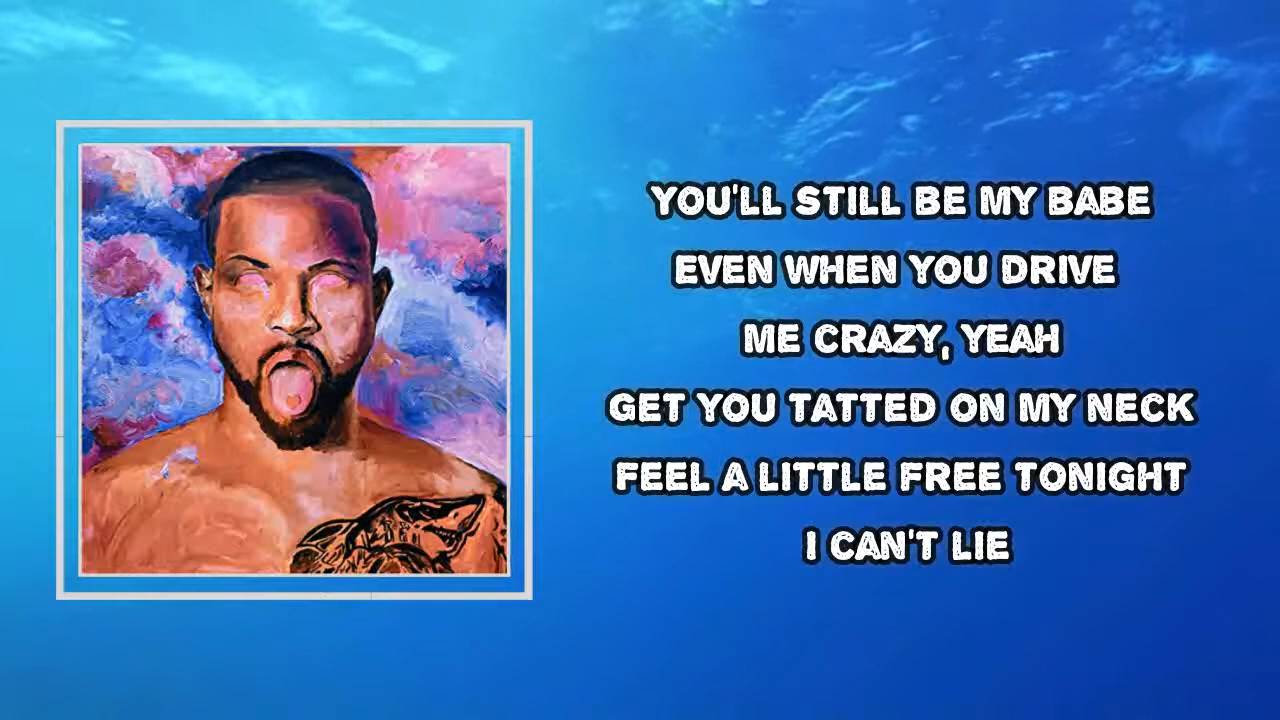 YOU'LL STILL BE MY BABE
EVEN WHEN YOU DRIVE
ME CRAZY, YEAH
GET YOU TATTED ON MY NECK
FEEL A LITTLE FREE TONIGHT
I CAN'T LIE